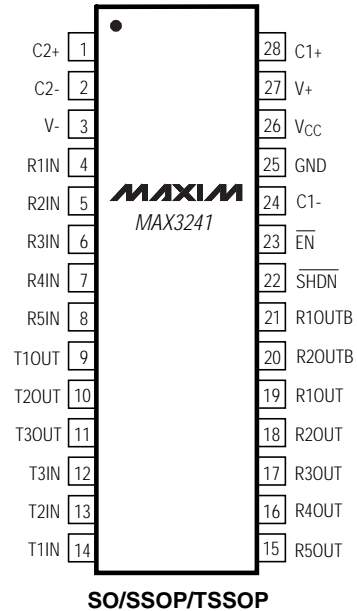 C2+ 1 28 C1+
C2- 2 27 V+
V- 3 26 VCC
R1IN 4 25 GND
R2IN 5 MAXIM 24 C1-
R3IN 6 MAX3241 23 EN
R4IN 7 22 SHDN
R5IN 8 21 R1OUTB
T1OUT 9 20 R2OUTB
T2OUT 10 19 R1OUT
T3OUT 11 18 R2OUT
T3IN 12 17 R3OUT
T2IN 13 16 R4OUT
T1IN 14 15 R5OUT
SO/SSOP/TSSOP